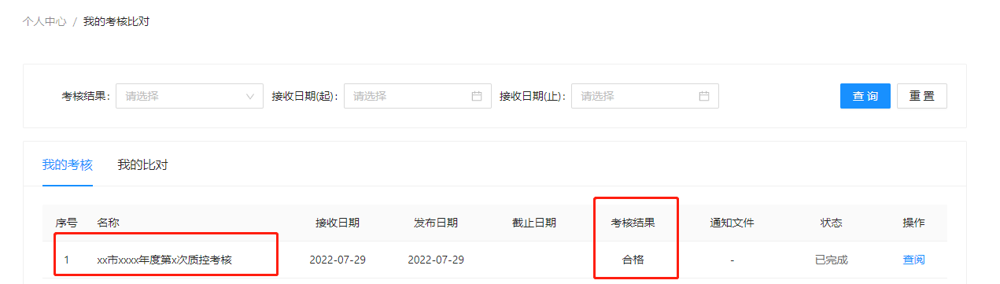 个人中心 / 我的考核比对
考核结果： 请选择 接收日期(起)： 请选择 接收日期(止)： 请选择 查 询 重 置
我的考核 我的比对
序号 名称 接收日期 发布日期 截止日期 考核结果 通知文件 状态 操作
1 xx市xxxx年度第x次质控考核 2022-07-29 2022-07-29 合格 - 已完成 查阅